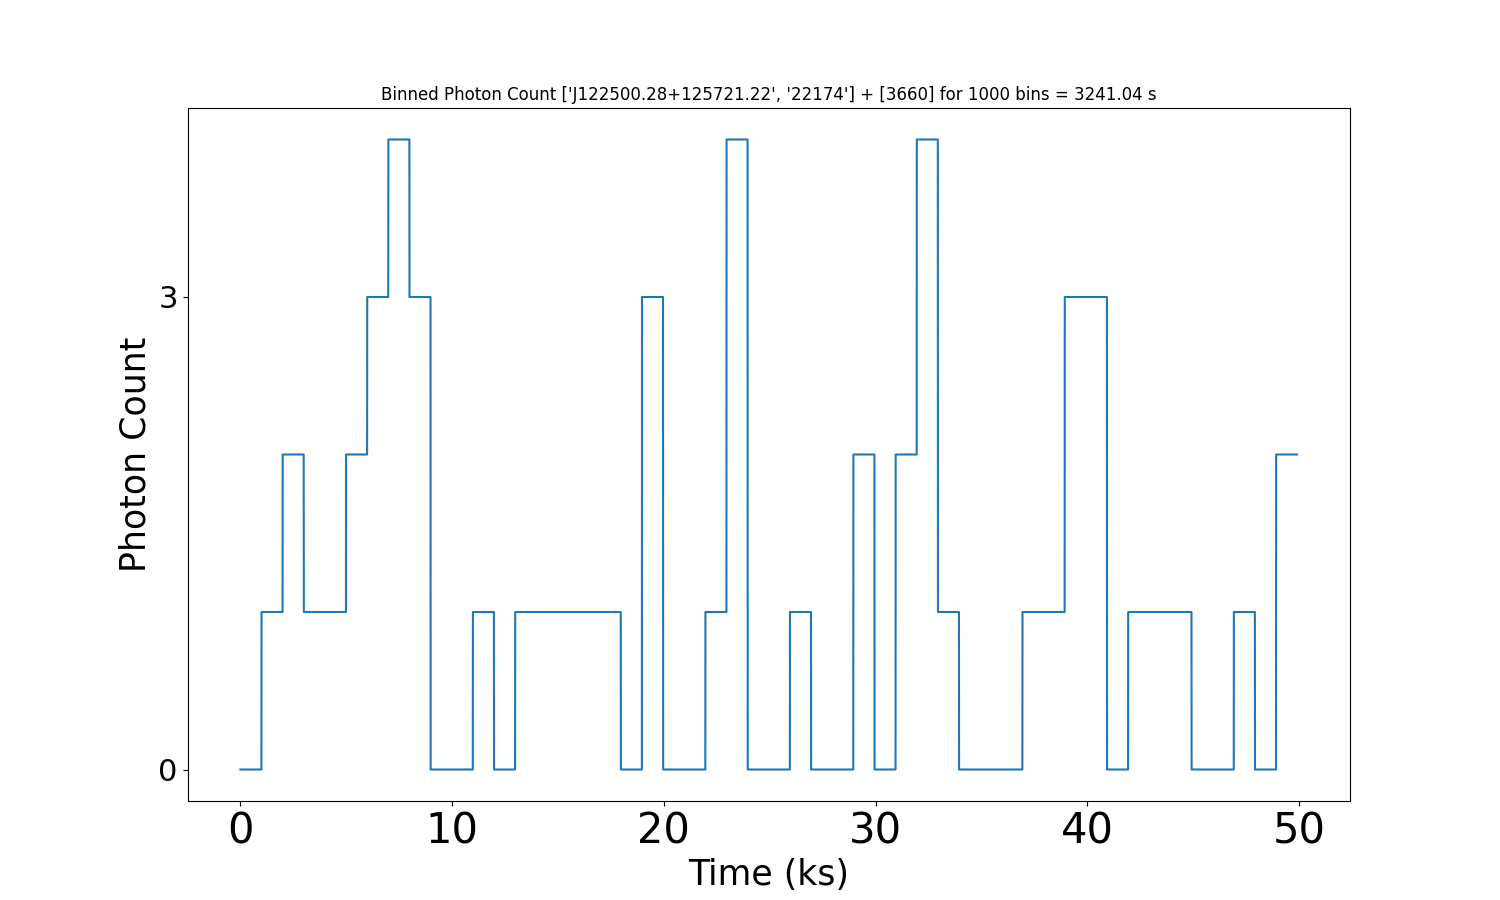 Binned Photon Count ['J122500.28+125721.22', '22174'] + [3660] for 1000 bins = 3241.04 s
Photon Count
3
0
0 10 20 30 40 50
Time (ks)